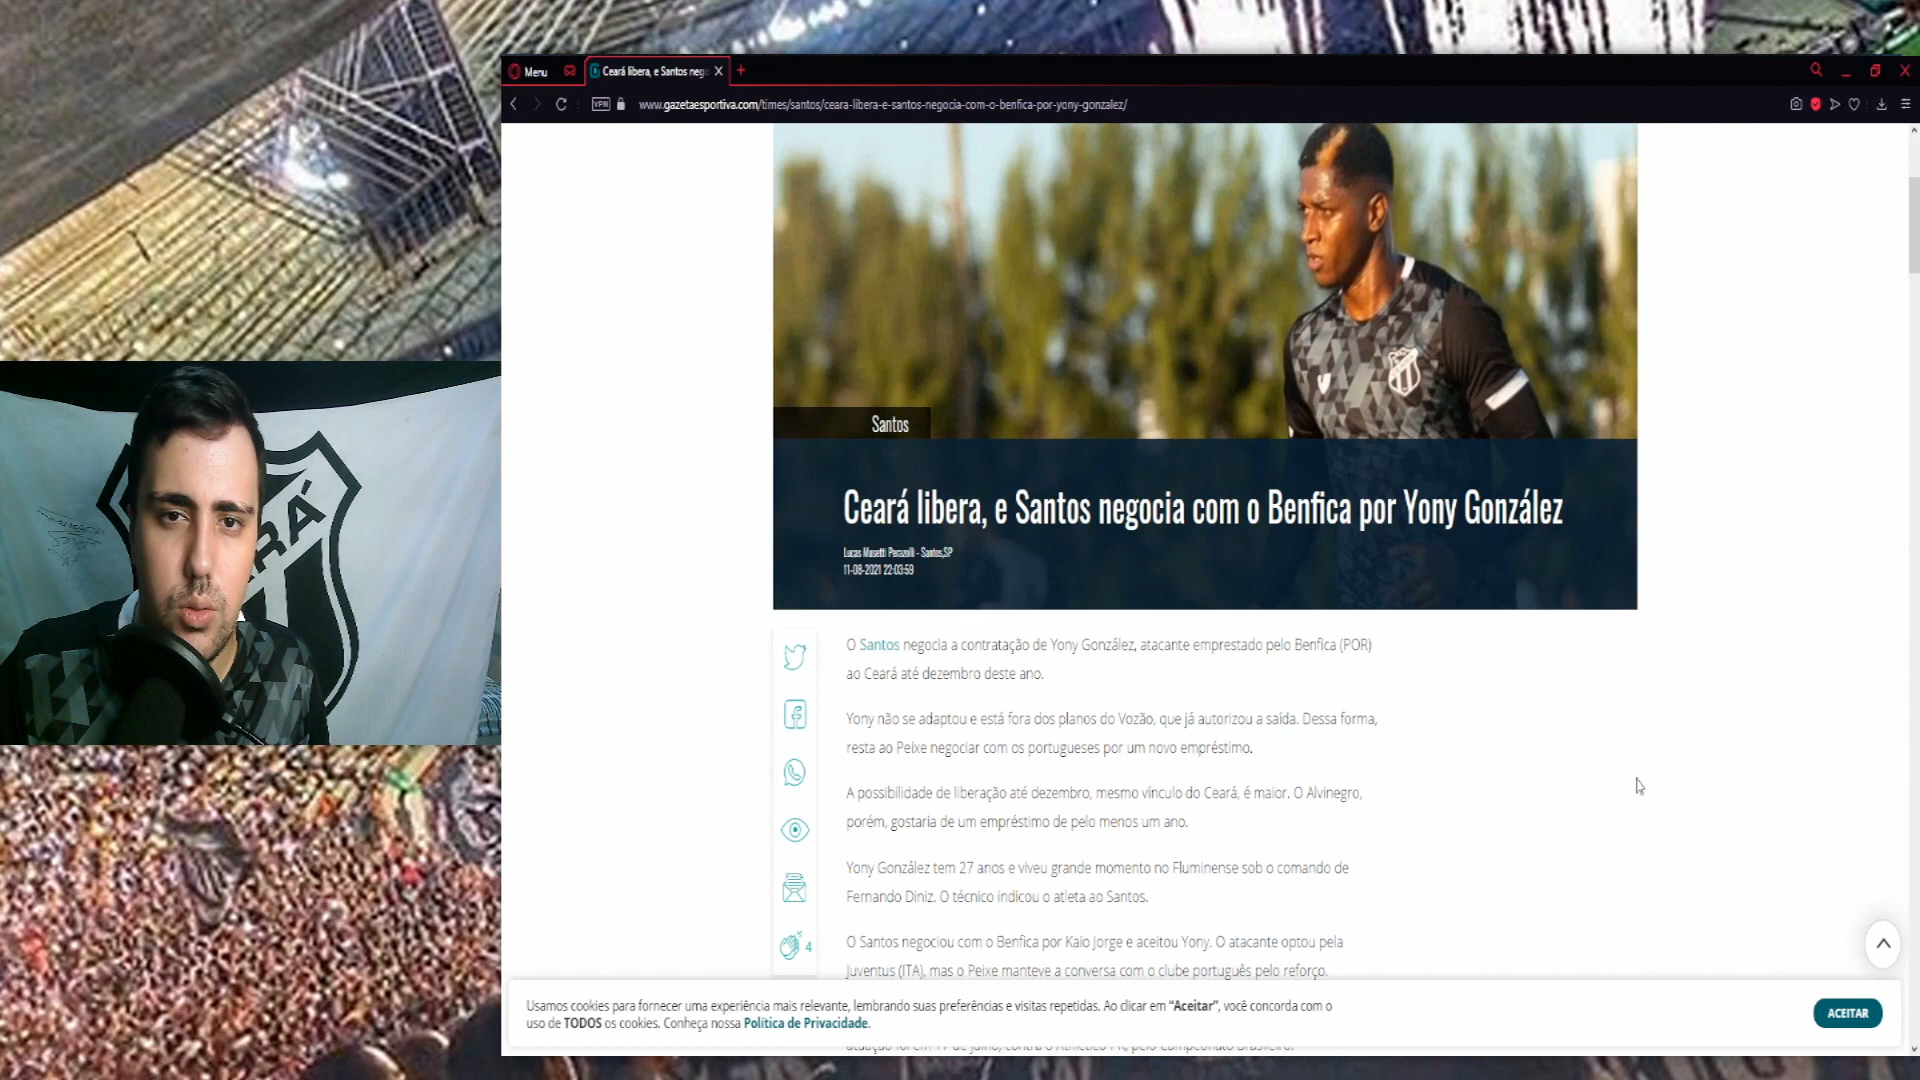 Menu
Ceará libera, e Santos neg
VPN
www.gazetaesportiva.com/times/santos/ceara-libera-e-santos-negocia-com-o-benfica-por-yony-gonzalez/
Santos
Ceará libera, e Santos negocia com o Benfica por Yony González
Lucas Musetti Perazolli - Santos,SP
11-08-2021 22:03:59
O Santos negocia a contratação de Yony González, atacante emprestado pelo Benfica (POR)
ao Ceará até dezembro deste ano.
Yony não se adaptou e está fora dos planos do Vozão, que já autorizou a saída. Dessa forma,
resta ao Peixe negociar com os portugueses por um novo empréstimo.
A possibilidade de liberação até dezembro, mesmo vínculo do Ceará, é maior. O Alvinegro,
porém, gostaria de um empréstimo de pelo menos um ano.
Yony González tem 27 anos e viveu grande momento no Fluminense sob o comando de
Fernando Diniz. O técnico indicou o atleta ao Santos.
O Santos negociou com o Benfica por Kaio Jorge e aceitou Yony. O atacante optou pela
Juventus (ITA), mas o Peixe manteve a conversa com o clube português pelo reforço.
4
Usamos cookies para fornecer uma experiência mais relevante, lembrando suas preferências e visitas repetidas. Ao clicar em “Aceitar”, você concorda com o
uso de TODOS os cookies. Conheça nossa Política de Privacidade.
ACEITAR